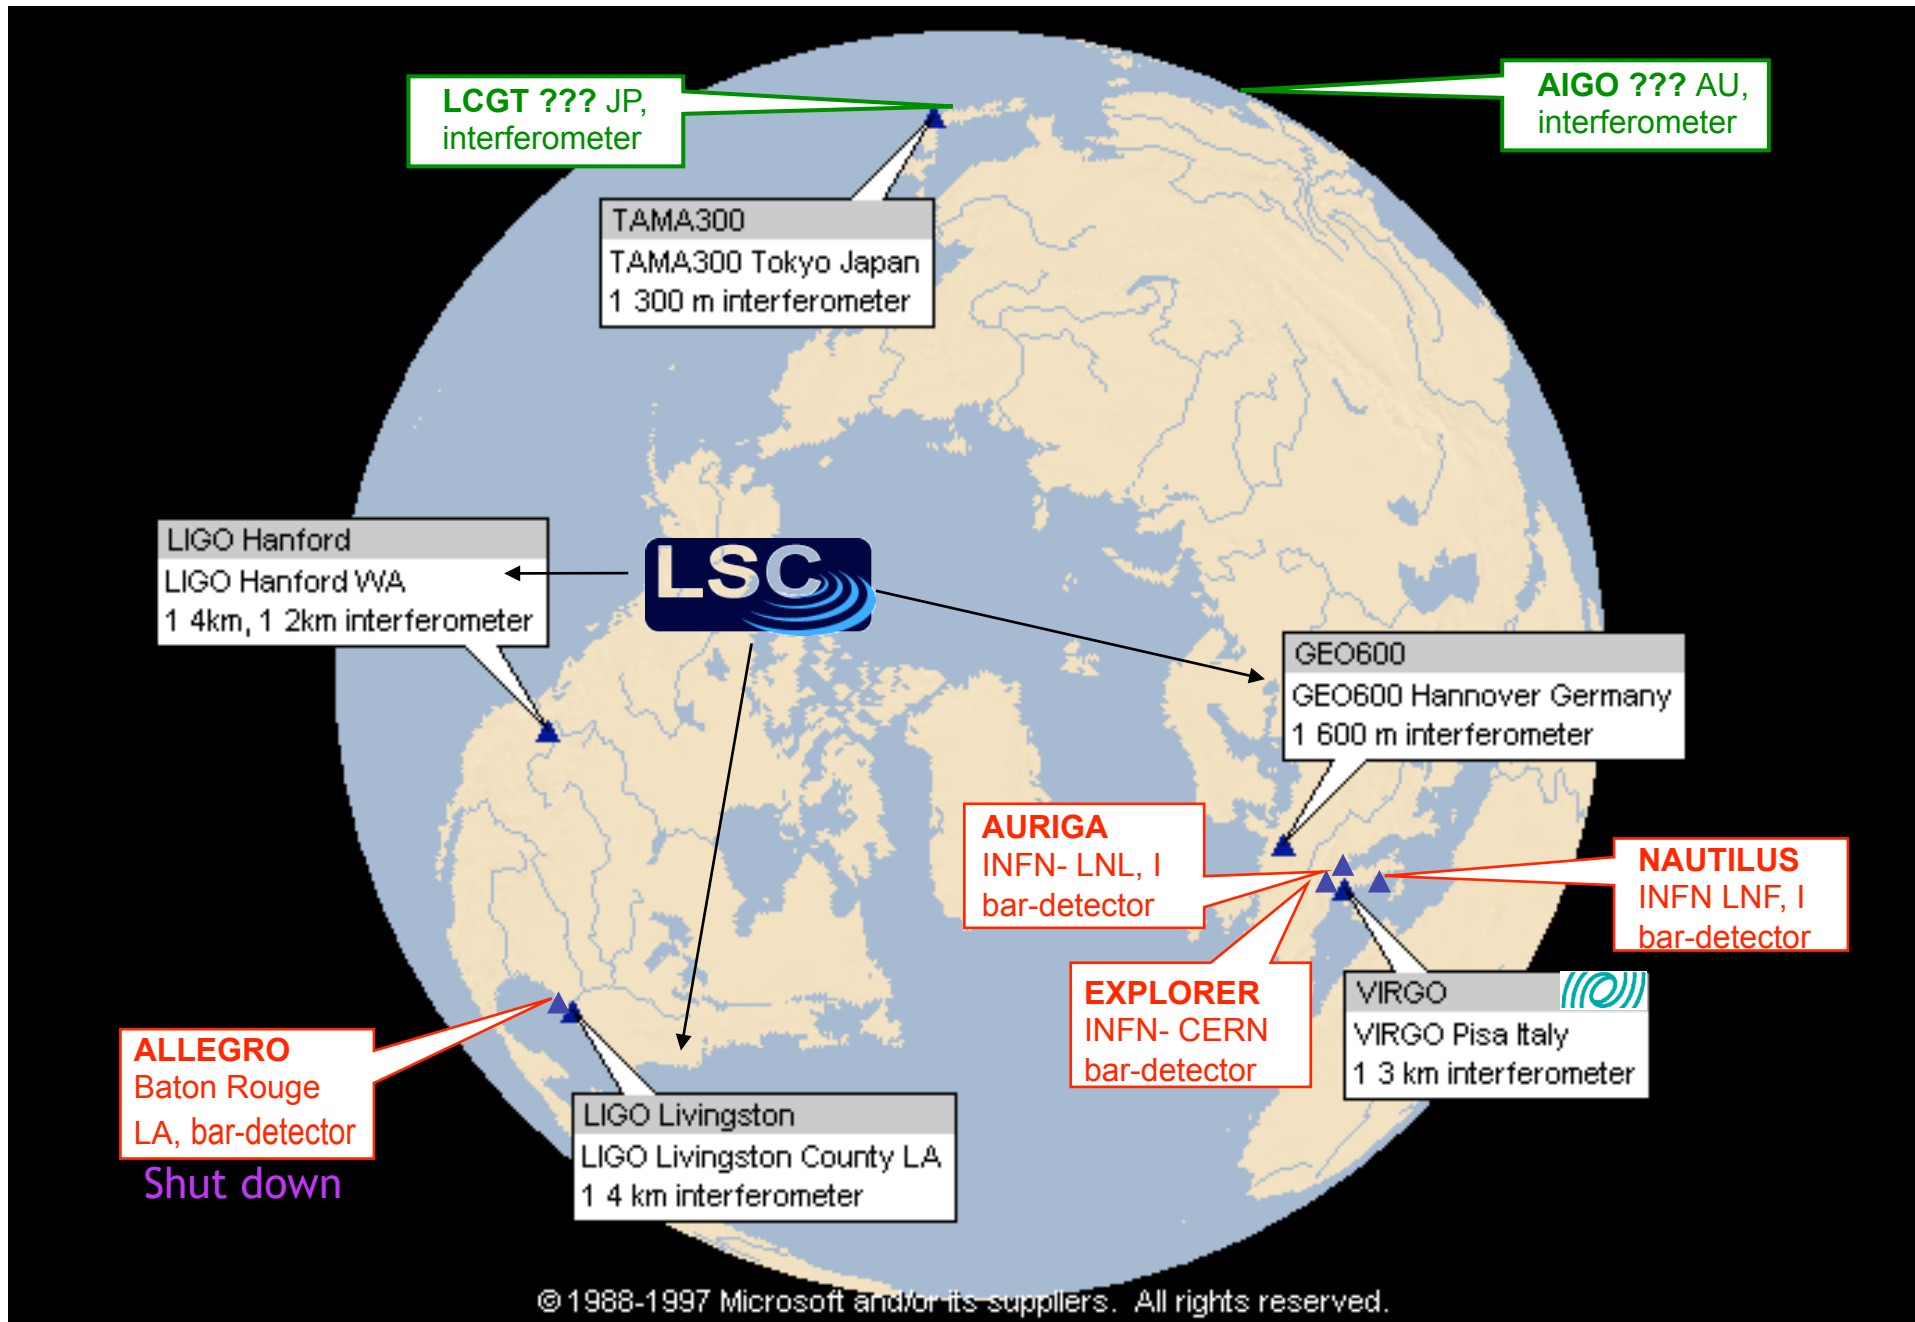 LCGT ??? JP,
interferometer
AIGO ??? AU,
interferometer
TAMA300
TAMA300 Tokyo Japan
1 300 m interferometer
LIGO Hanford
LIGO Hanford WA
1 4km, 1 2km interferometer
LSC
GEO600
GEO600 Hannover Germany
1 600 m interferometer
AURIGA
INFN- LNL, I
bar-detector
NAUTILUS
INFN LNF, I
bar-detector
EXPLORER
INFN- CERN
bar-detector
VIRGO
VIRGO Pisa Italy
1 3 km interferometer
ALLEGRO
Baton Rouge
LA, bar-detector
Shut down
LIGO Livingston
LIGO Livingston County LA
1 4 km interferometer
© 1988-1997 Microsoft and/or its suppliers. All rights reserved.